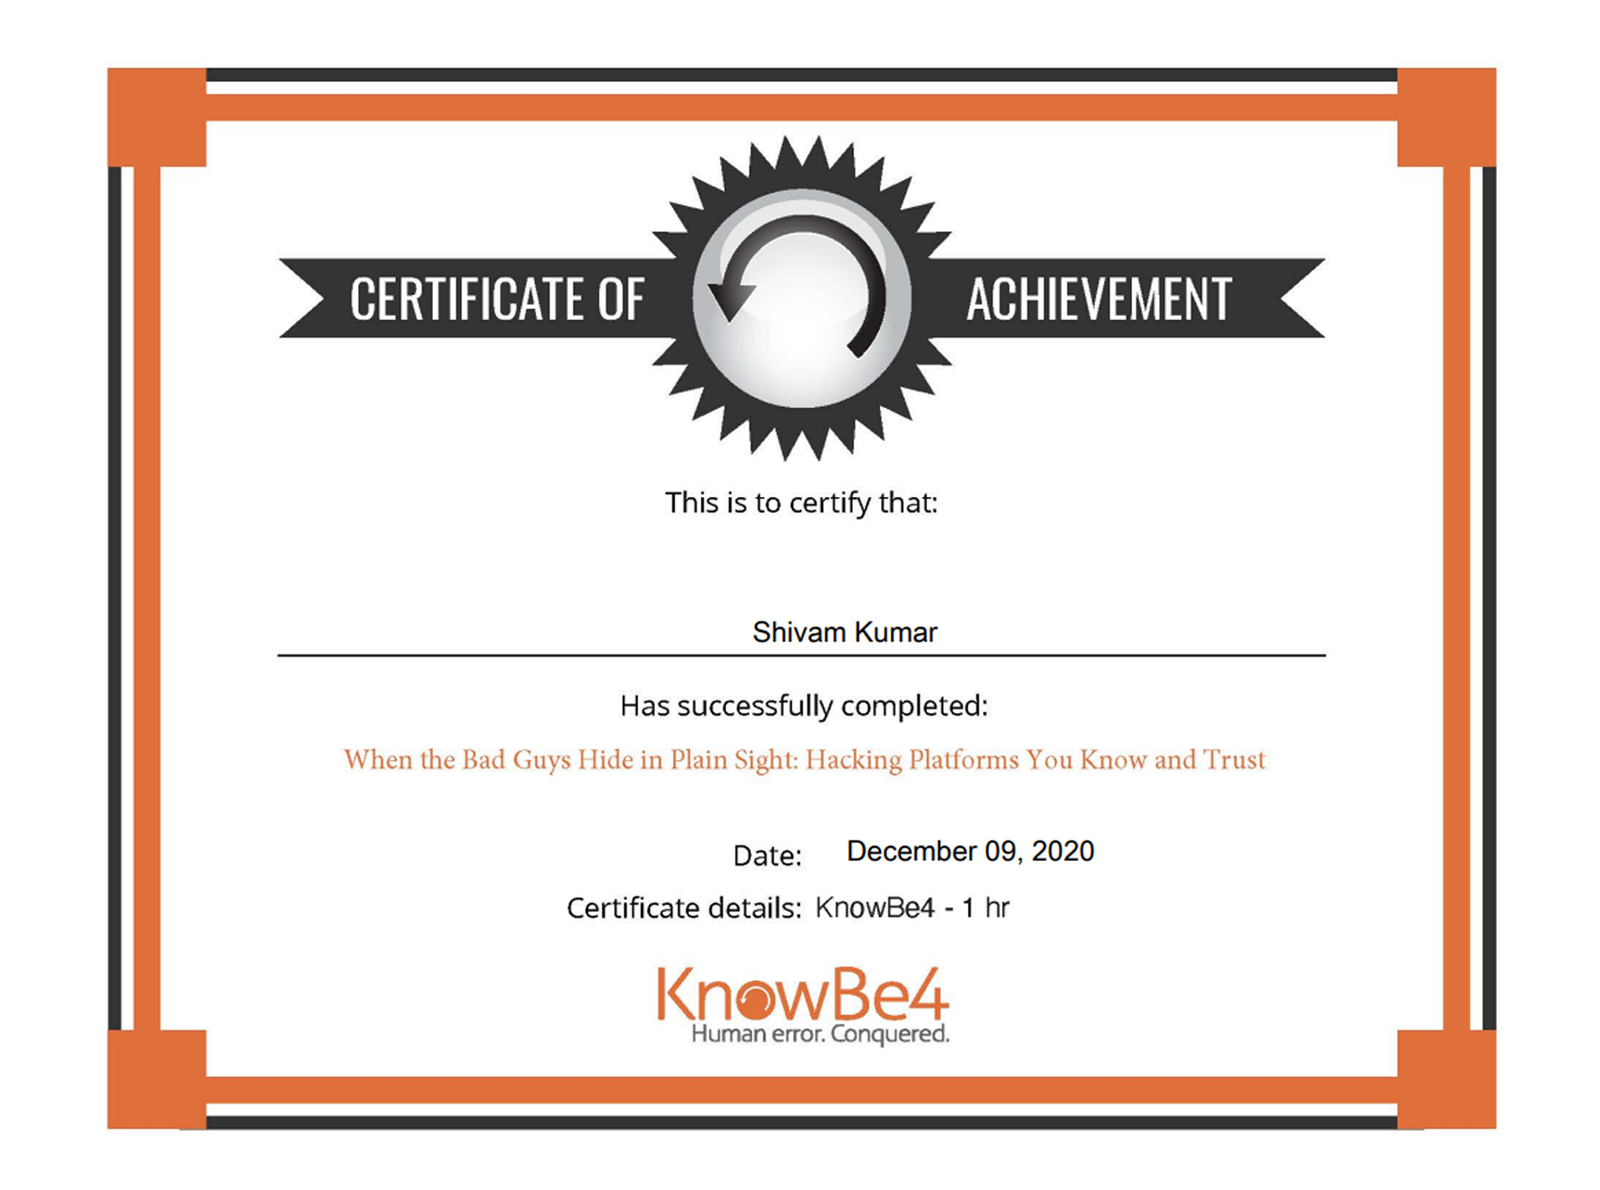 CERTIFICATE OF ACHIEVEMENT
This is to certify that:
Shivam Kumar
Has successfully completed:
When the Bad Guys Hide in Plain Sight: Hacking Platforms You Know and Trust
Date: December 09, 2020
Certificate details: KnowBe4 - 1 hr
KnowBe4
Human error. Conquered.